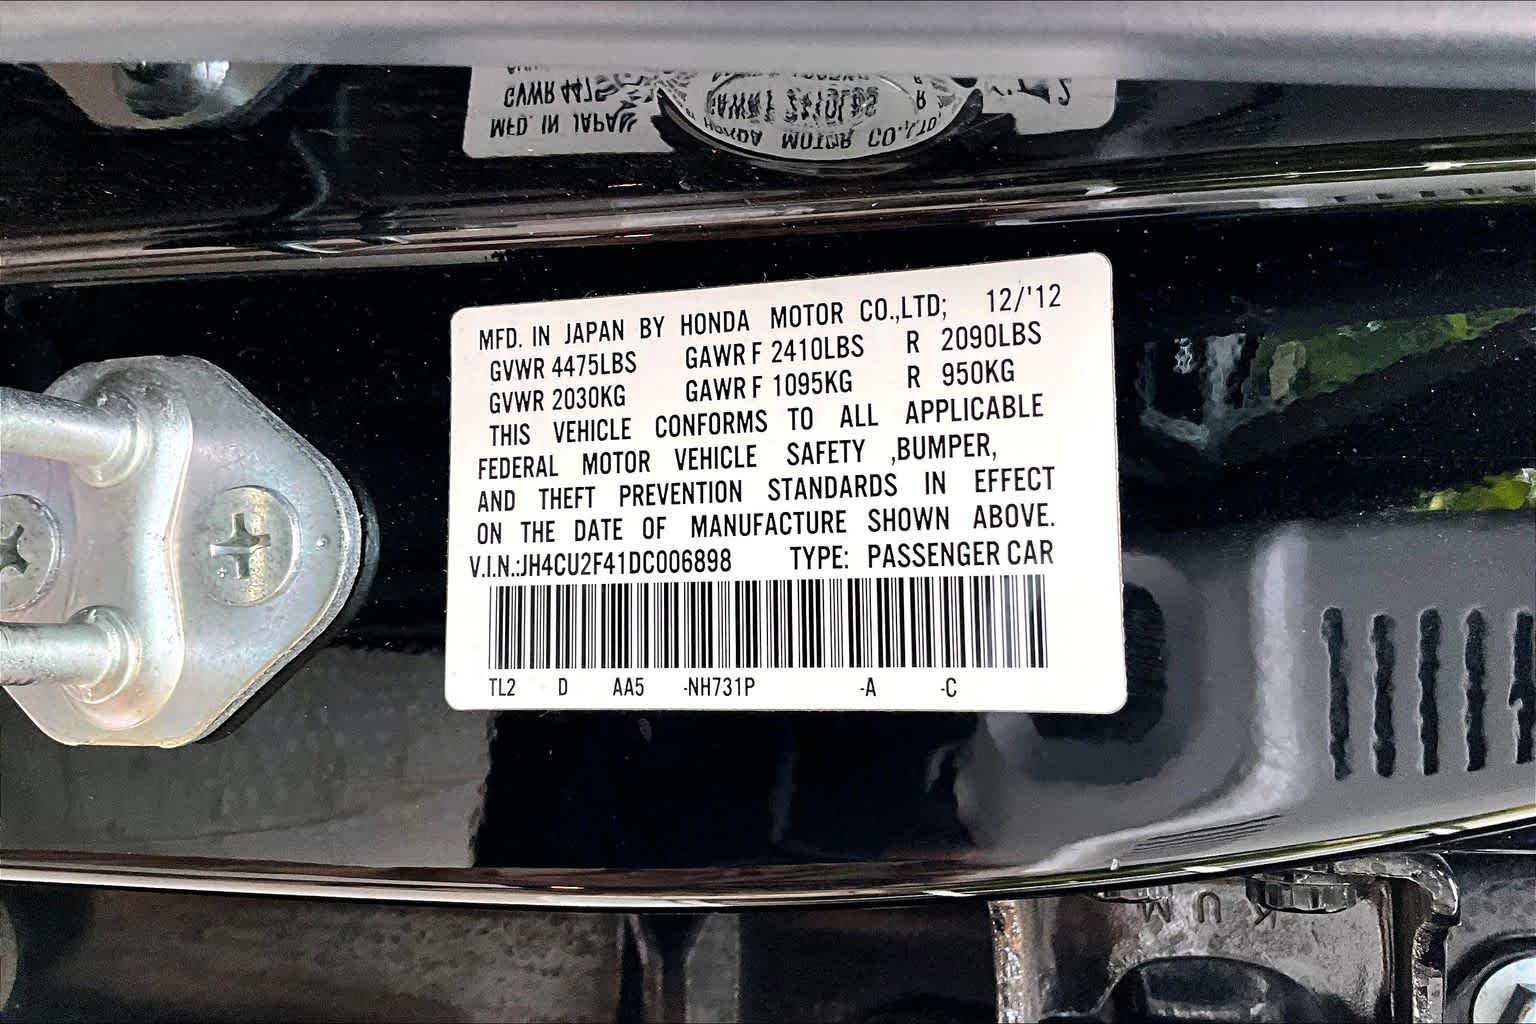 MFD. IN JAPAN BY HONDA MOTOR CO.,LTD; 12/'12
GVWR 4475LBS GAWR F 2410LBS R 2090LBS
GVWR 2030KG GAWR F 1095KG R 950KG
THIS VEHICLE CONFORMS TO ALL APPLICABLE
FEDERAL MOTOR VEHICLE SAFETY ,BUMPER,
AND THEFT PREVENTION STANDARDS IN EFFECT
ON THE DATE OF MANUFACTURE SHOWN ABOVE.
V.I.N.:JH4CU2F41DC006898 TYPE: PASSENGER CAR
TL2 D AA5 -NH731P -A -C